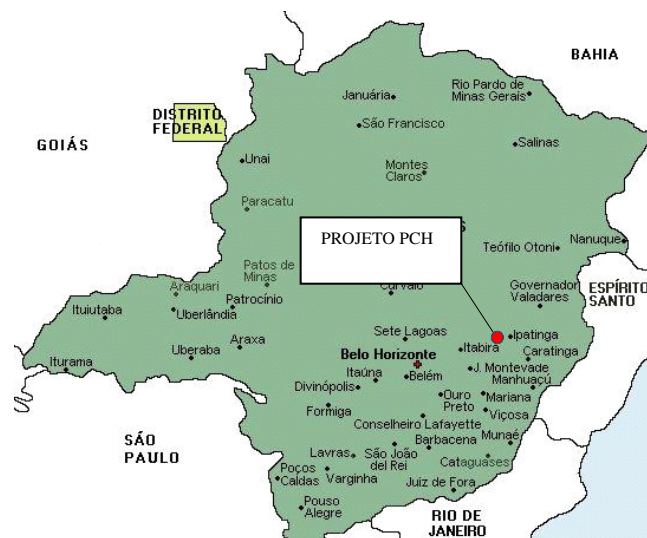 BAHIA
Rio Pardo de
Minas Gerais
Januária
DISTRITO
FEDERAL
São Francisco
GOIÁS
Salinas
Unai
Montes
Claros
Paracatu
S
PROJETO PCH
Nanuque
Teófilo Otoni
Patos de
Minas
Araquari
Governador
Valadares
ESPÍRITO
SANTO
Ituiutaba
Patrocínio
Uberlândia
Sete Lagoas
Ipatinga
Itabira
Araxa
Belo Horizonte
Caratinga
Uberaba
Iturama
Itaúna
Belém
J. Montevade
Manhuaçú
Divinópolis
Ouro
Preto
Mariana
Formiga
Viçosa
Conselheiro Lafayette
SÃO
PAULO
Barbacena
Munaé
Lavras
São João
del Rei
Cataguases
Poços
Caldas
Varginha
Juiz de Fora
Pouso
Alegre
RIO DE
JANEIRO